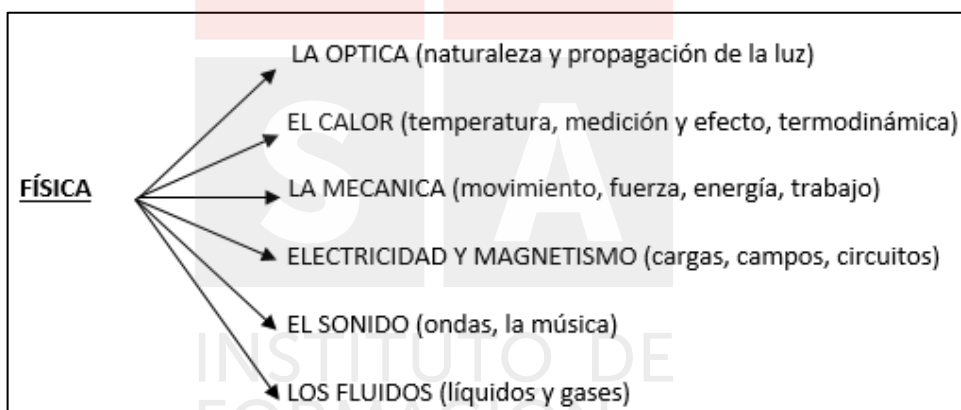 LA OPTICA (naturaleza y propagación de la luz)
EL CALOR (temperatura, medición y efecto, termodinámica)
FÍSICA
LA MECANICA (movimiento, fuerza, energía, trabajo)
ELECTRICIDAD Y MAGNETISMO (cargas, campos, circuitos)
EL SONIDO (ondas, la música)
LOS FLUIDOS (líquidos y gases)
S A
INSTITUTO DE
FORMACION